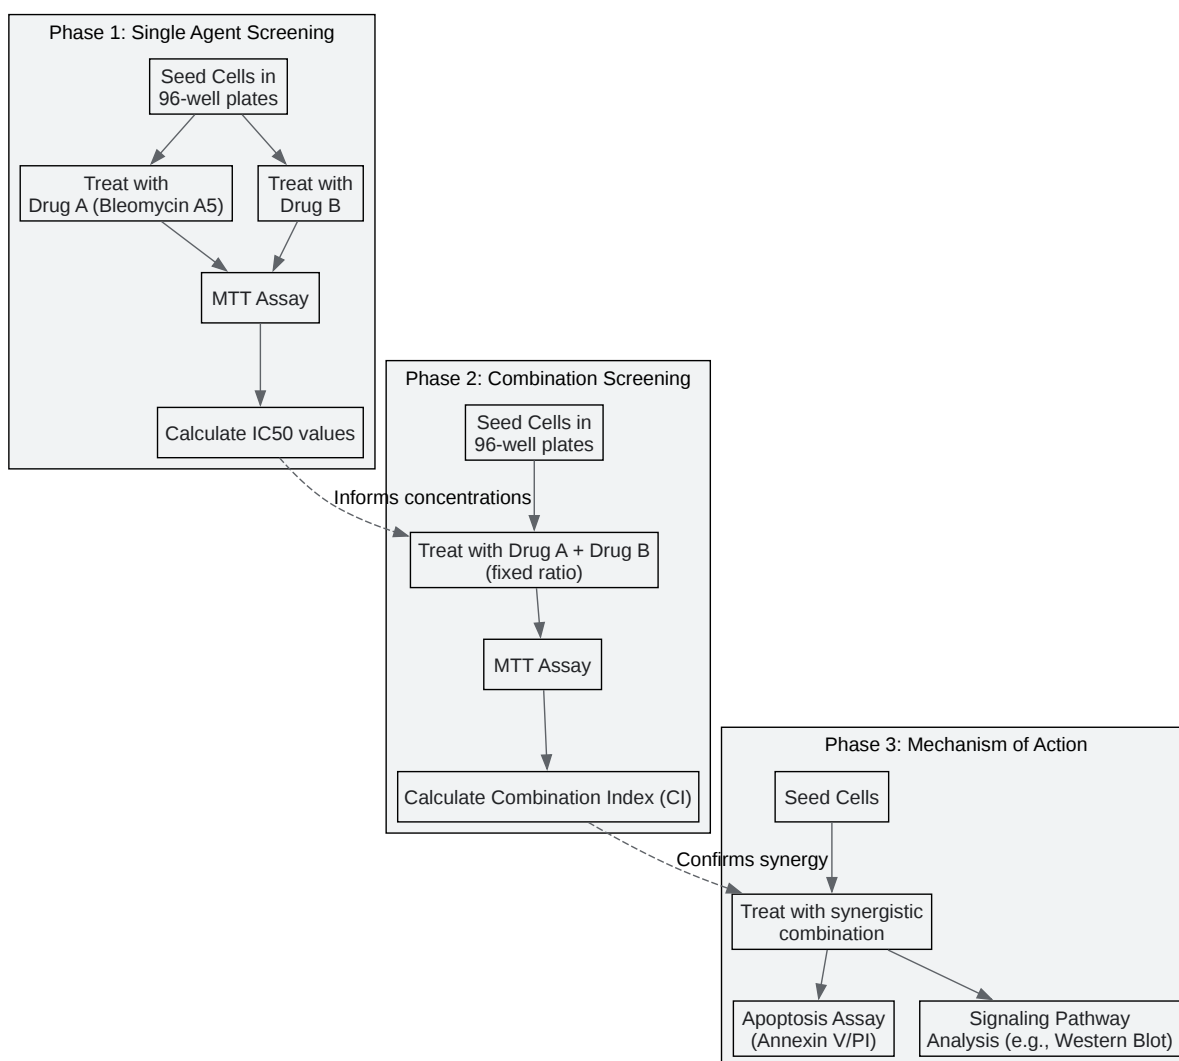 Phase 1: Single Agent Screening
Seed Cells in
96-well plates
Treat with
Drug A (Bleomycin A5)
Treat with
Drug B
MTT Assay
Calculate IC50 values
Informs concentrations
Phase 2: Combination Screening
Seed Cells in
96-well plates
Treat with Drug A + Drug B
(fixed ratio)
MTT Assay
Calculate Combination Index (CI)
Confirms synergy
Phase 3: Mechanism of Action
Seed Cells
Treat with synergistic
combination
Apoptosis Assay
(Annexin V/PI)
Signaling Pathway
Analysis (e.g., Western Blot)